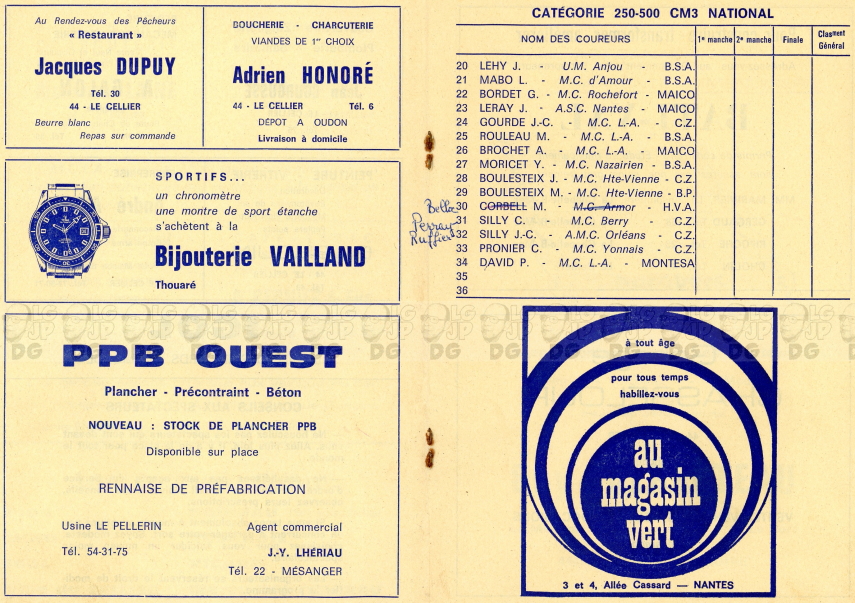 Au Rendez-vous des Pêcheurs
« Restaurant »
Jacques DUPUY
Tél. 30
44 - LE CELLIER
Beurre blanc
Repas sur commande
BOUCHERIE - CHARCUTERIE
VIANDES DE 1er CHOIX
Adrien HONORÉ
44 - LE CELLIER Tél. 6
DÉPOT A OUDON
Livraison à domicile
SPORTIFS...
un chronomètre
une montre de sport étanche
s'achètent à la
Bijouterie VAILLAND
Thouaré
PPB OUEST
Plancher - Précontraint - Béton
NOUVEAU : STOCK DE PLANCHER PPB
Disponible sur place
RENNAISE DE PRÉFABRICATION
Usine LE PELLERIN Agent commercial
Tél. 54-31-75 J.-Y. LHÉRIAU
Tél. 22 - MÉSANGER
CATÉGORIE 250-500 CM3 NATIONAL
NOM DES COUREURS 1re manche 2e manche Finale Clasment Général
20 LEHY J. - U.M. Anjou - B.S.A.
21 MABO L. - M.C. d'Amour - B.S.A.
22 BORDET G. - M.C. Rochefort - MAICO
23 LERAY J. - A.S.C. Nantes - MAICO
24 GOURDE J.-C. - M.C. L.-A. - C.Z.
25 ROULEAU M. - M.C. L.-A. - B.S.A.
26 BROCHET A. - M.C. L.-A. - MAICO
27 MORICET Y. - M.C. Nazairien - B.S.A.
28 BOULESTEIX J. - M.C. Hte-Vienne - C.Z.
29 BOULESTEIX M. - M.C. Hte-Vienne - B.P.
30 CORBELL M. - M.C. Armor - H.V.A.
31 SILLY C. - M.C. Berry - C.Z.
32 SILLY J.-C. - A.M.C. Orléans - C.Z.
33 PRONIER C. - M.C. Yonnais - C.Z.
34 DAVID P. - M.C. L.-A. - MONTESA
35
36
Perray
Ruffier
à tout âge
pour tous temps
habillez-vous
au
magasin
vert
3 et 4, Allée Cassard — NANTES